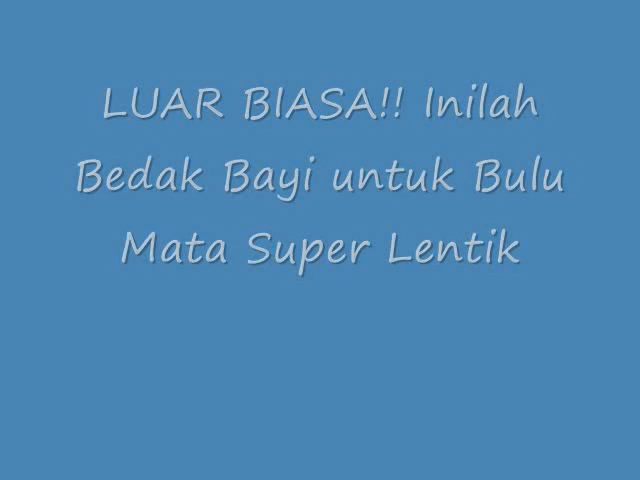 LUAR BIASA!! Inilah
Bedak Bayi untuk Bulu
Mata Super Lentik